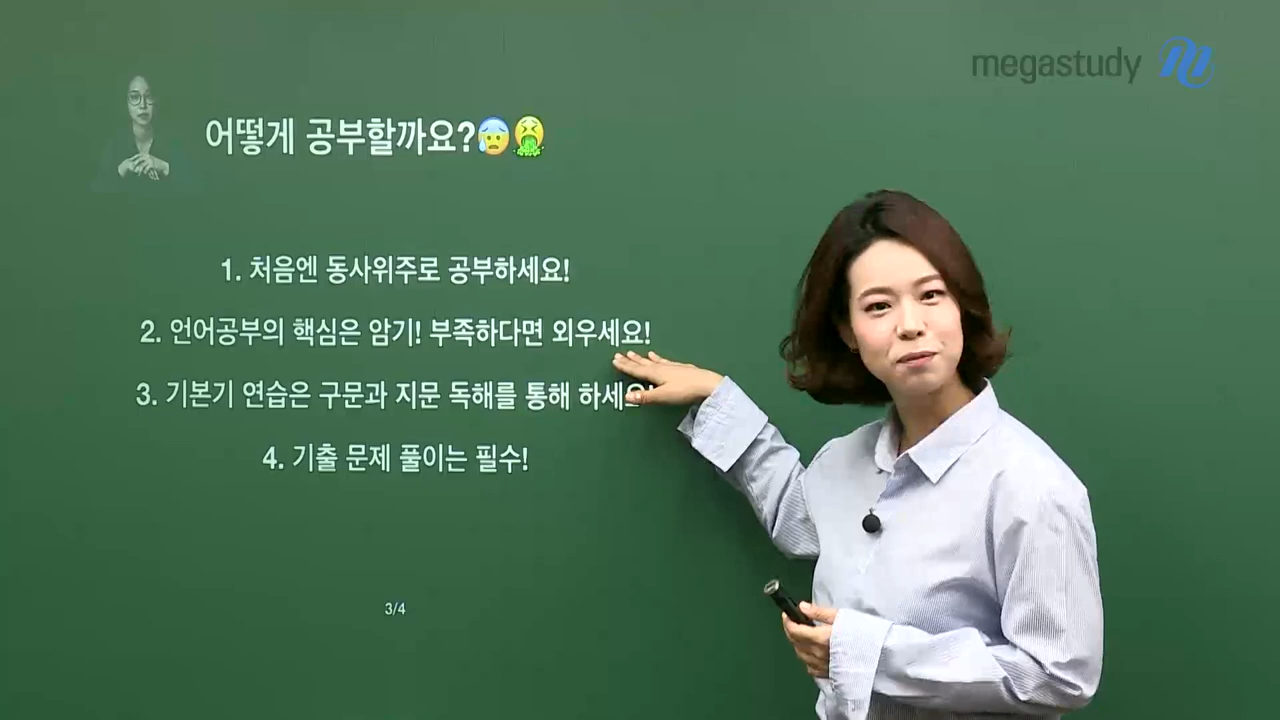 megastudy
어떻게 공부할까요?😰🤮
1. 처음엔 동사위주로 공부하세요!
2. 언어공부의 핵심은 암기! 부족하다면 외우세요!
3. 기본기 연습은 구문과 지문 독해를 통해 하세요!
4. 기출 문제 풀이는 필수!
3/4